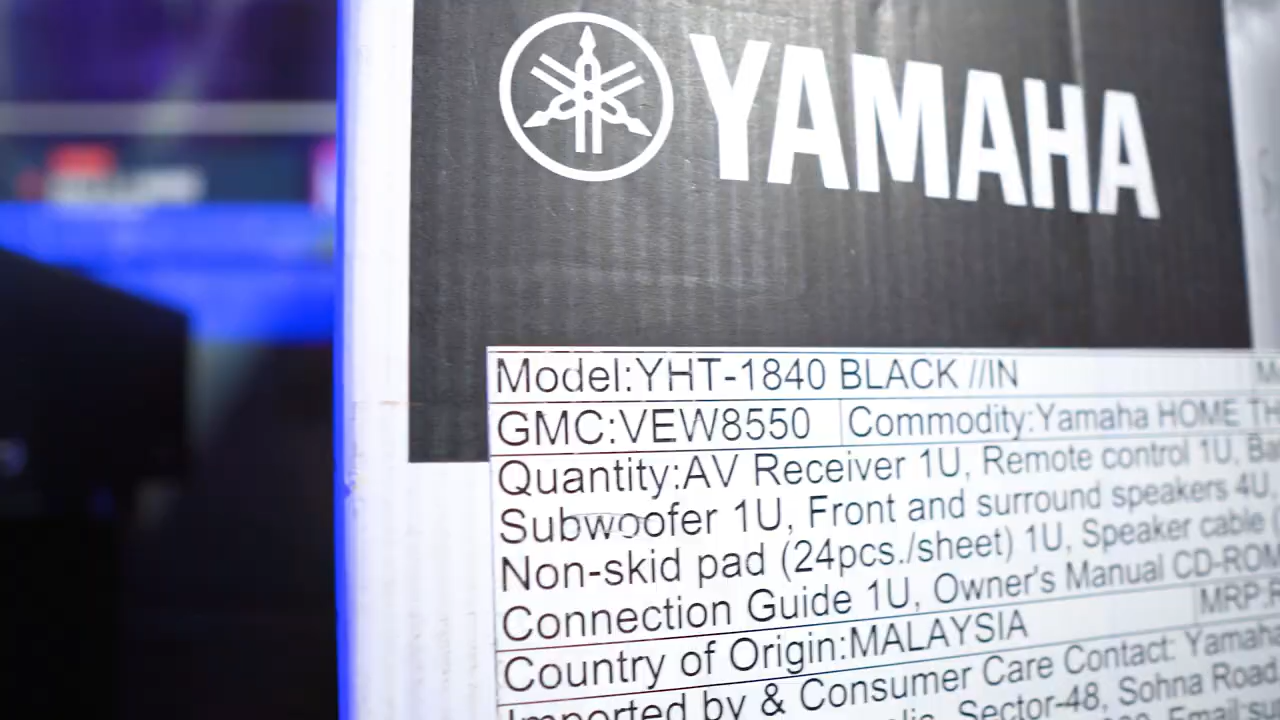 YAMAHA
Model:YHT-1840 BLACK //IN
GMC:VEW8550 Commodity:Yamaha HOME
Quantity:AV Receiver 1U, Remote control 1U,
Subwoofer 1U, Front and surround speakers 4U,
Non-skid pad (24pcs./sheet) 1U, Speaker cable
Connection Guide 1U, Owner's Manual CD-ROM
Country of Origin:MALAYSIA MRP:
Imported by & Consumer Care Contact: Yamaha
Sector-48, Sohna Road